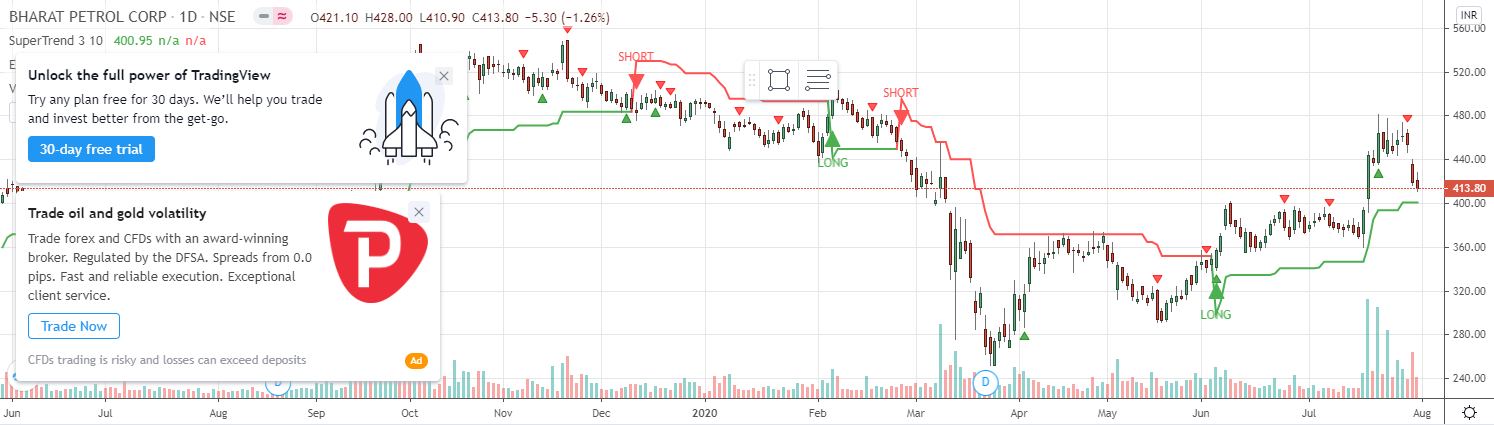 BHARAT PETROL CORP · 1D · NSE O421.10 H428.00 L410.90 C413.80 −5.30 (−1.26%)
SuperTrend 3 10 400.95 n/a n/a
E
V
Unlock the full power of TradingView
Try any plan free for 30 days. We'll help you trade
and invest better from the get-go.
30-day free trial
Trade oil and gold volatility
Trade forex and CFDs with an award-winning
broker. Regulated by the DFSA. Spreads from 0.0
pips. Fast and reliable execution. Exceptional
client service.
Trade Now
CFDs trading is risky and losses can exceed deposits
Ad
P
SHORT
LONG
SHORT
LONG
D
D
INR
560.00
520.00
480.00
440.00
413.80
400.00
360.00
320.00
280.00
240.00
Jun Jul Aug Sep Oct Nov Dec 2020 Feb Mar Apr May Jun Jul Aug